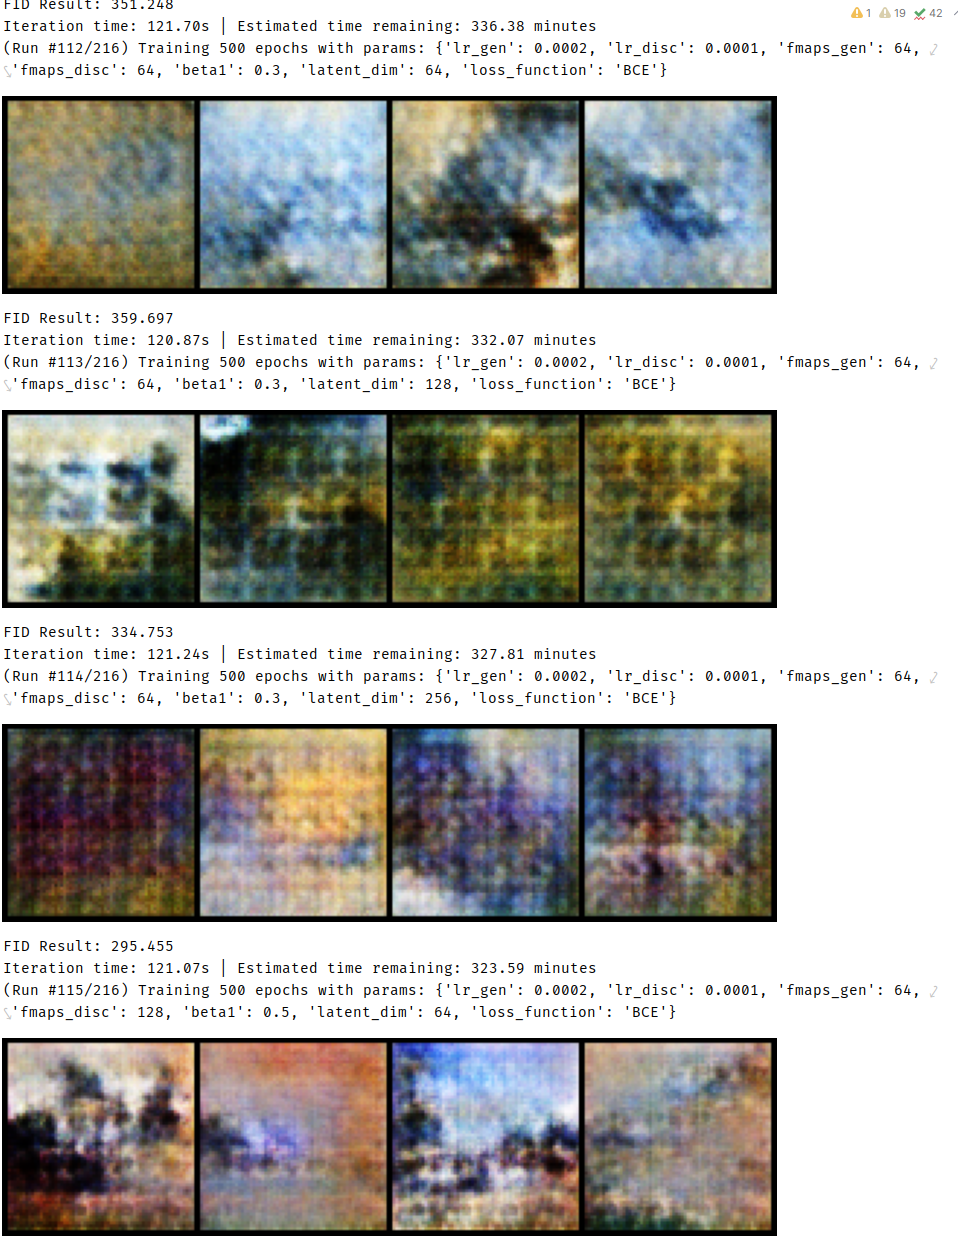 FID Result: 351.248
1 19 42
Iteration time: 121.70s | Estimated time remaining: 336.38 minutes
(Run #112/216) Training 500 epochs with params: {'lr_gen': 0.0002, 'lr_disc': 0.0001, 'fmaps_gen': 64,
'fmaps_disc': 64, 'beta1': 0.3, 'latent_dim': 64, 'loss_function': 'BCE'}
FID Result: 359.697
Iteration time: 120.87s | Estimated time remaining: 332.07 minutes
(Run #113/216) Training 500 epochs with params: {'lr_gen': 0.0002, 'lr_disc': 0.0001, 'fmaps_gen': 64,
'fmaps_disc': 64, 'beta1': 0.3, 'latent_dim': 128, 'loss_function': 'BCE'}
FID Result: 334.753
Iteration time: 121.24s | Estimated time remaining: 327.81 minutes
(Run #114/216) Training 500 epochs with params: {'lr_gen': 0.0002, 'lr_disc': 0.0001, 'fmaps_gen': 64,
'fmaps_disc': 64, 'beta1': 0.3, 'latent_dim': 256, 'loss_function': 'BCE'}
FID Result: 295.455
Iteration time: 121.07s | Estimated time remaining: 323.59 minutes
(Run #115/216) Training 500 epochs with params: {'lr_gen': 0.0002, 'lr_disc': 0.0001, 'fmaps_gen': 64,
'fmaps_disc': 128, 'beta1': 0.5, 'latent_dim': 64, 'loss_function': 'BCE'}